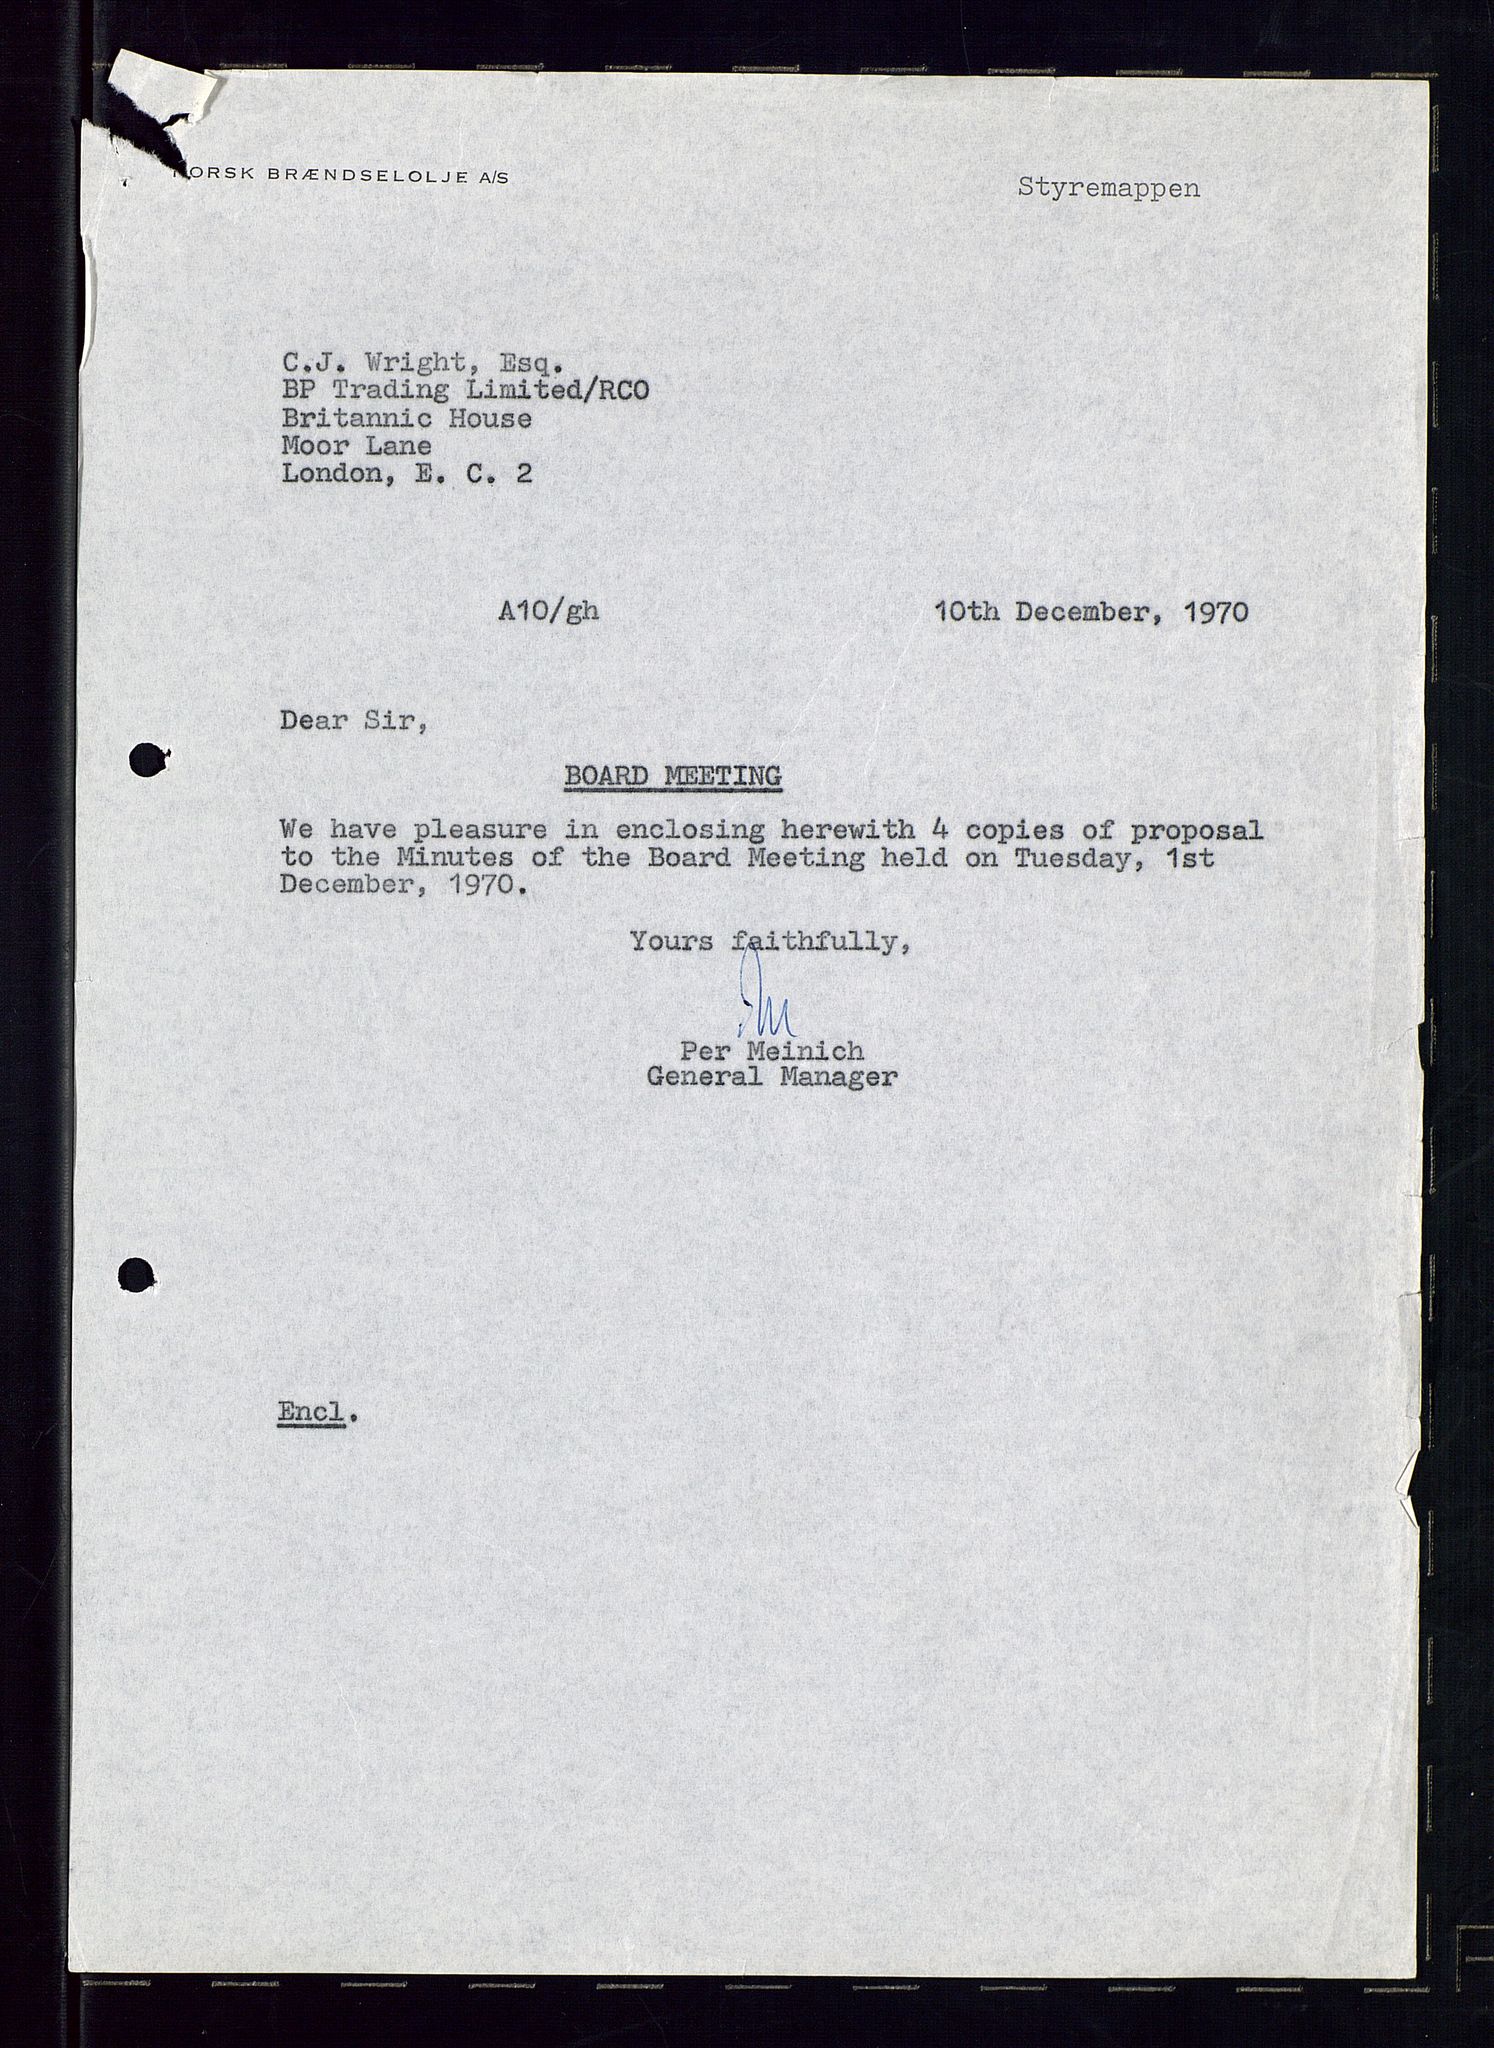 NORSK BRÆNDSELOLJE A/S
Styremappen
C.J. Wright, Esq.
BP Trading Limited/RCO
Britannic House
Moor Lane
London, E. C. 2
A10/gh 10th December, 1970
Dear Sir,
BOARD MEETING
We have pleasure in enclosing herewith 4 copies of proposal
to the Minutes of the Board Meeting held on Tuesday, 1st
December, 1970.
Yours faithfully,
Per Meinich
General Manager
Encl.